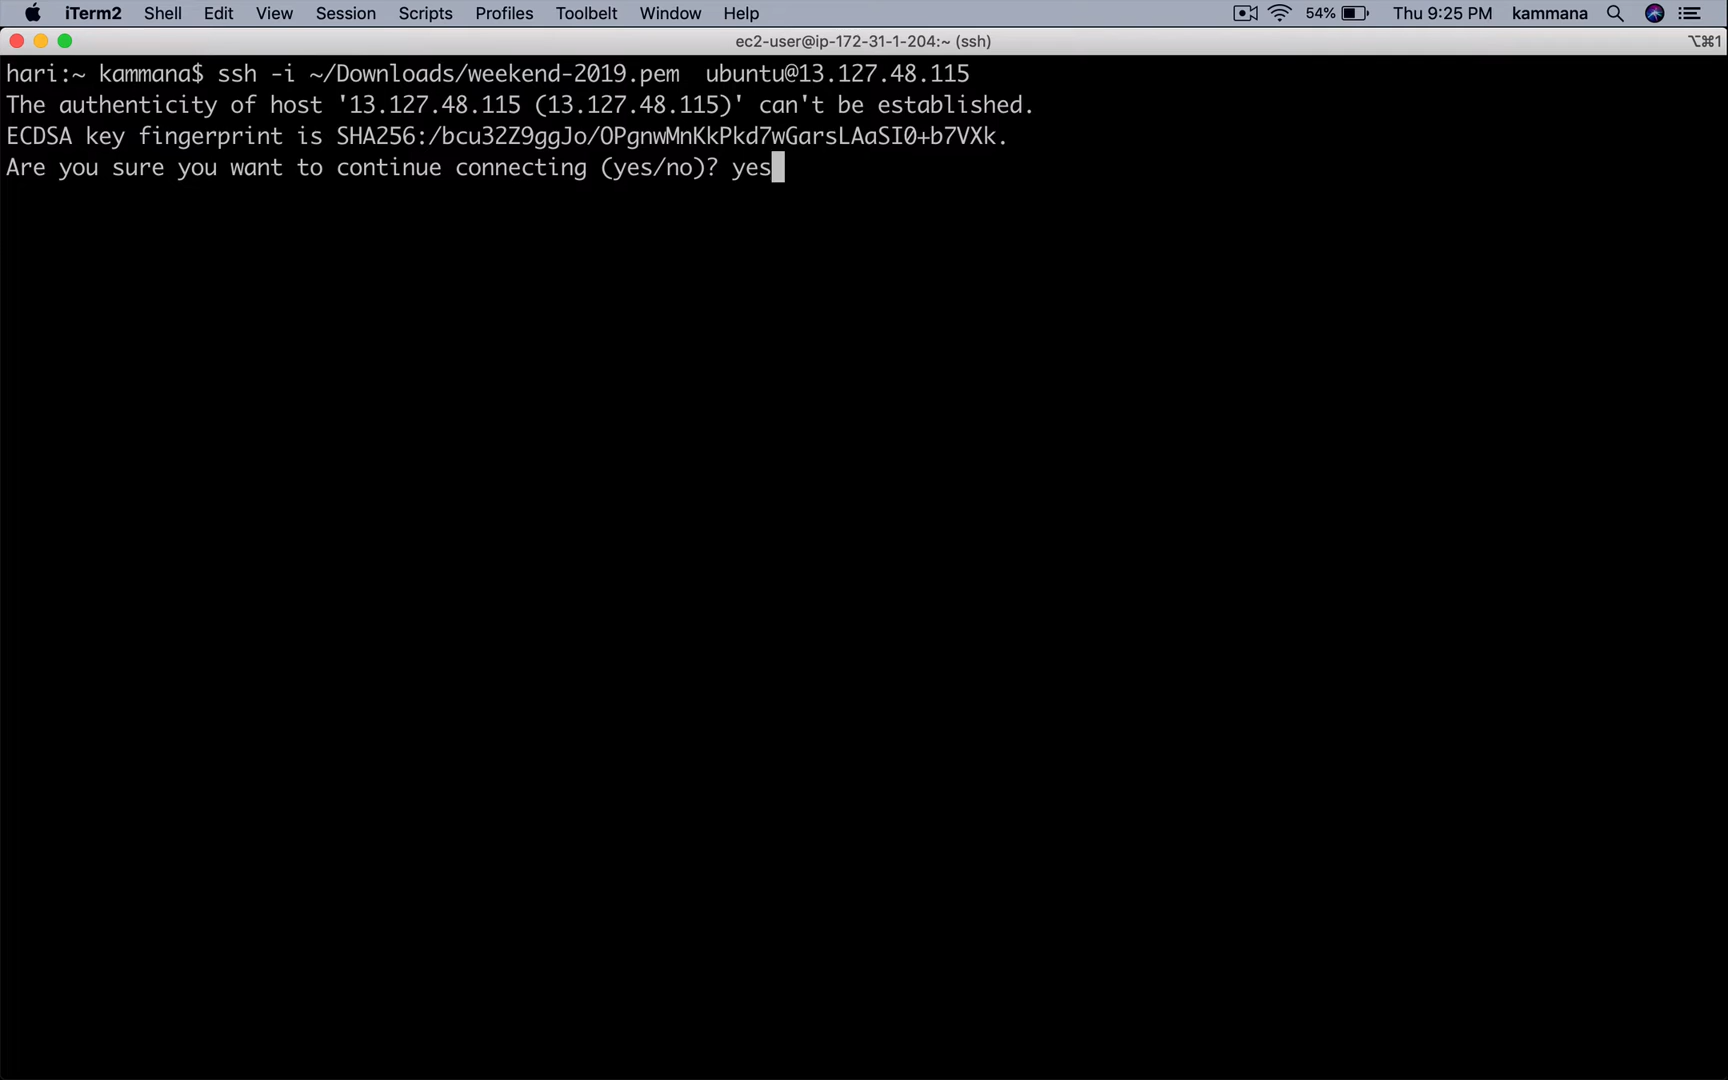 iTerm2 Shell Edit View Session Scripts Profiles Toolbelt Window Help 54% Thu 9:25 PM kammana
ec2-user@ip-172-31-1-204:~ (ssh) ⌥⌘1
hari:~ kammana$ ssh -i ~/Downloads/weekend-2019.pem  ubuntu@13.127.48.115
The authenticity of host '13.127.48.115 (13.127.48.115)' can't be established.
ECDSA key fingerprint is SHA256:/bcu32Z9ggJo/OPgnwMnKkPkd7wGarsLAaSI0+b7VXk.
Are you sure you want to continue connecting (yes/no)? yes